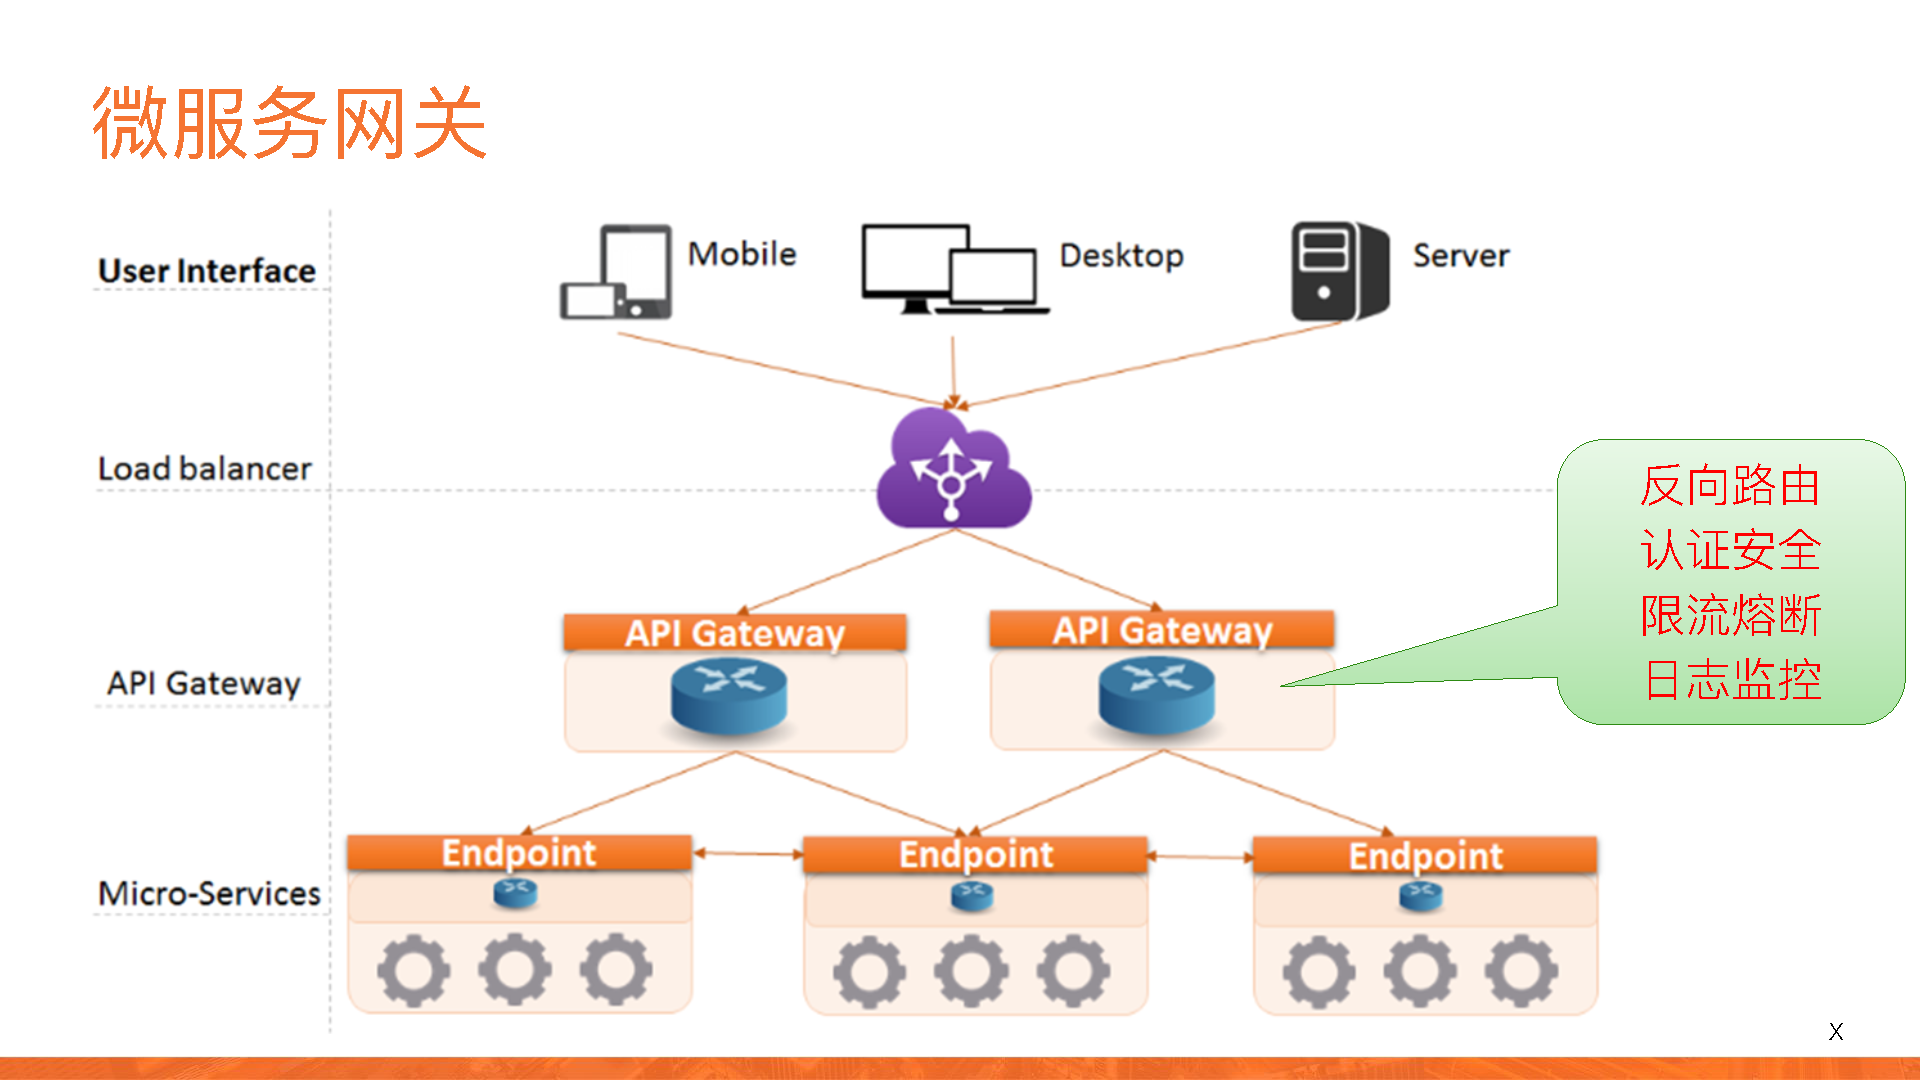 微服务网关
User Interface
Mobile
Desktop
Server
Load balancer
反向路由
认证安全
限流熔断
日志监控
API Gateway
API Gateway
API Gateway
Micro-Services
Endpoint
Endpoint
Endpoint
X